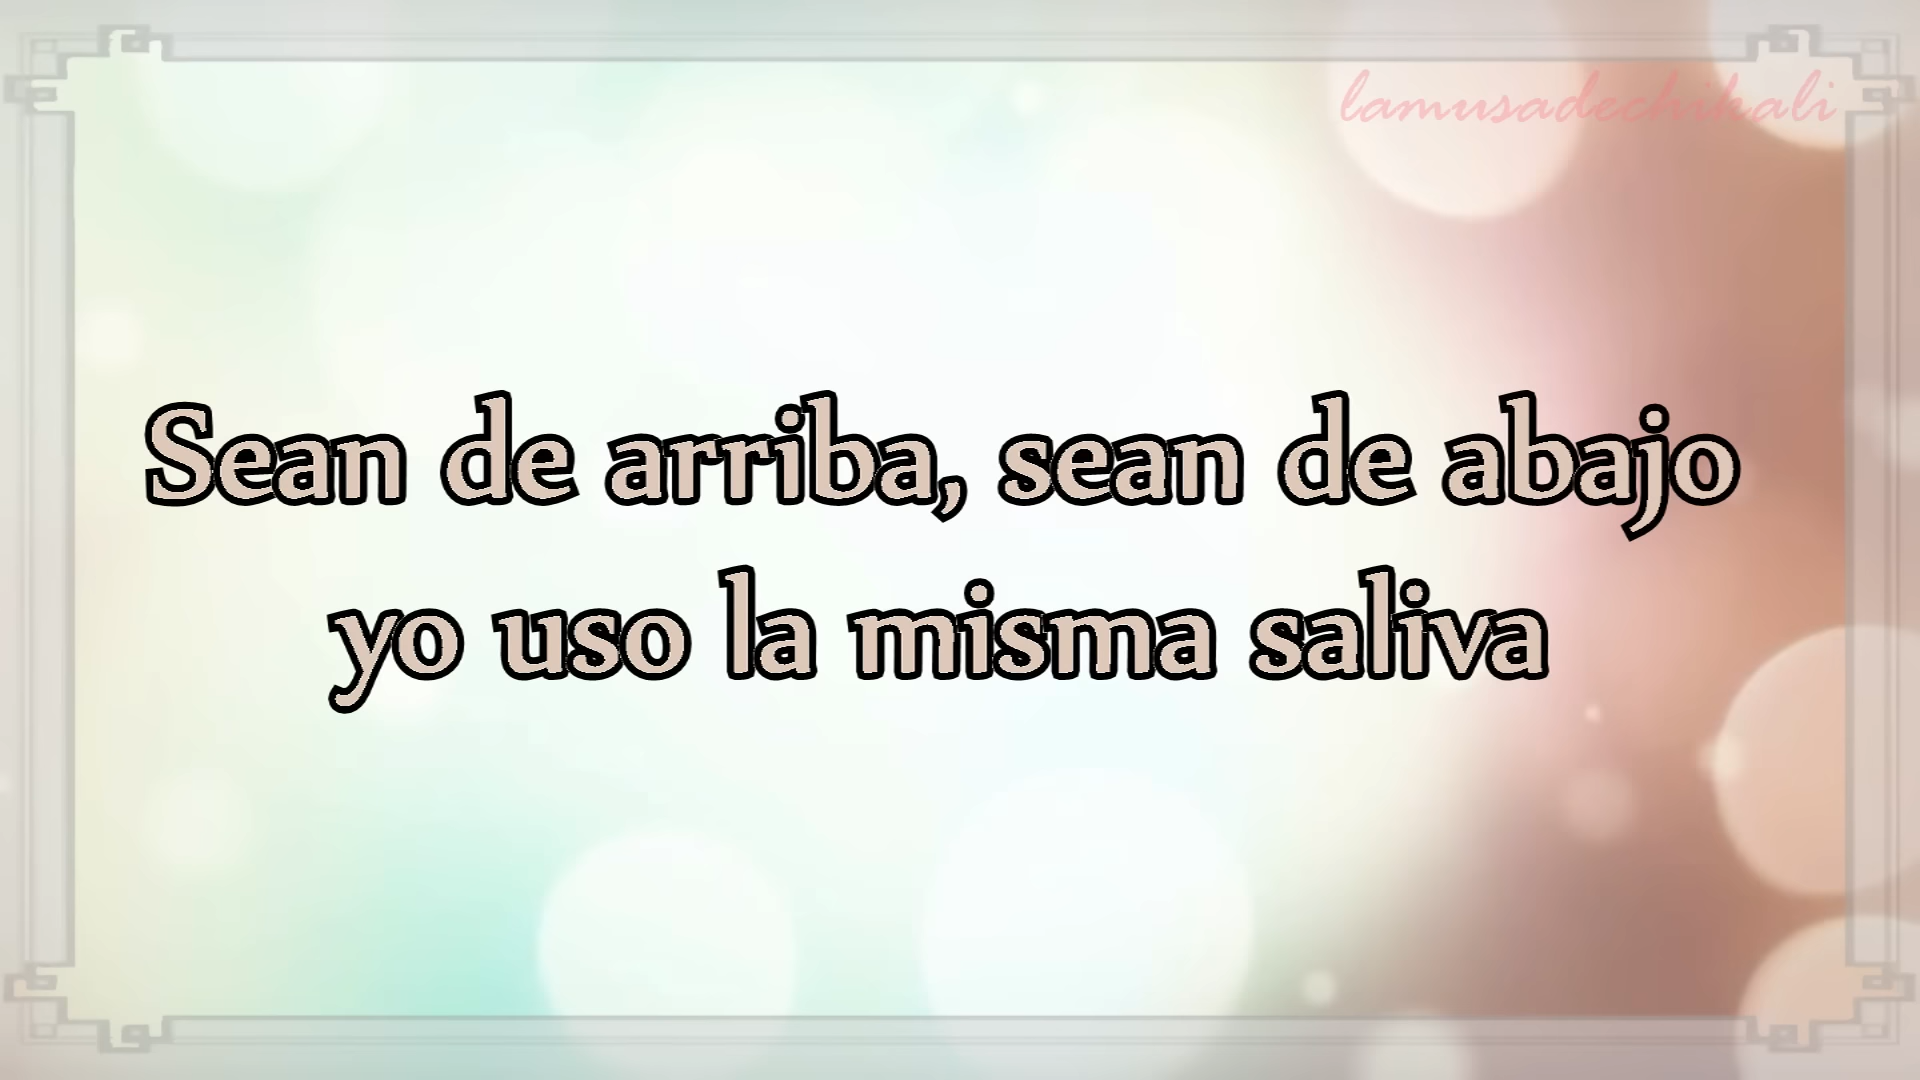 lamusadechikali
Sean de arriba, sean de abajo
yo uso la misma saliva